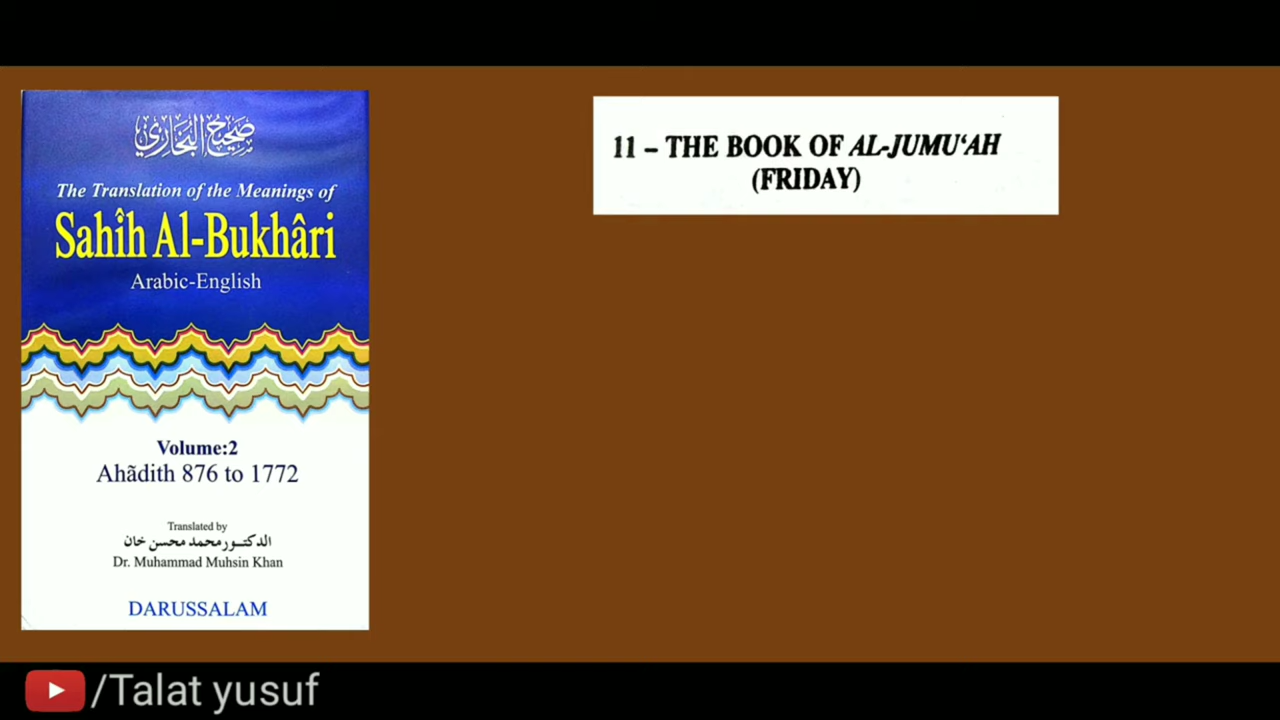 صحيح البخاري
The Translation of the Meanings of
Sahîh Al-Bukhâri
Arabic-English
Volume:2
Ahãdith 876 to 1772
Translated by
الدكتور محمد محسن خان
Dr. Muhammad Muhsin Khan
DARUSSALAM
11 – THE BOOK OF AL-JUMU‘AH
(FRIDAY)
/Talat yusuf